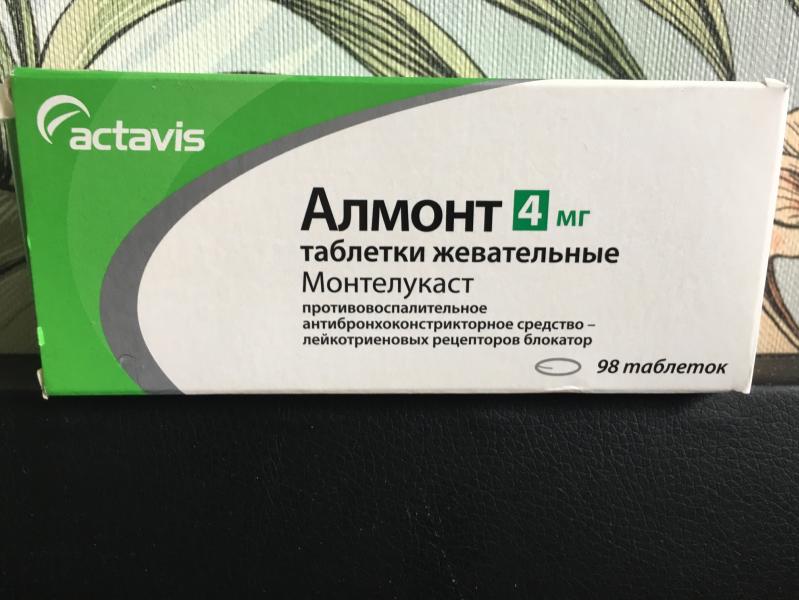 actavis
Алмонт 4 мг
таблетки жевательные
Монтелукаст
противовоспалительное
антибронхоконстрикторное средство –
лейкотриеновых рецепторов блокатор
98 таблеток